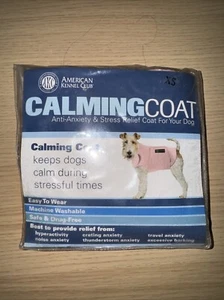 XS
AKC
AMERICAN
KENNEL CLUB
CALMINGCOAT
Anti-Anxiety & Stress Relief Coat For Your Dog
Calming Coat
keeps dogs
calm during
stressful times
Easy To Wear
Machine Washable
Safe & Drug-Free
Best to provide relief from:
hyperactivity crating anxiety travel anxiety
noise anxiety thunderstorm anxiety excessive barking